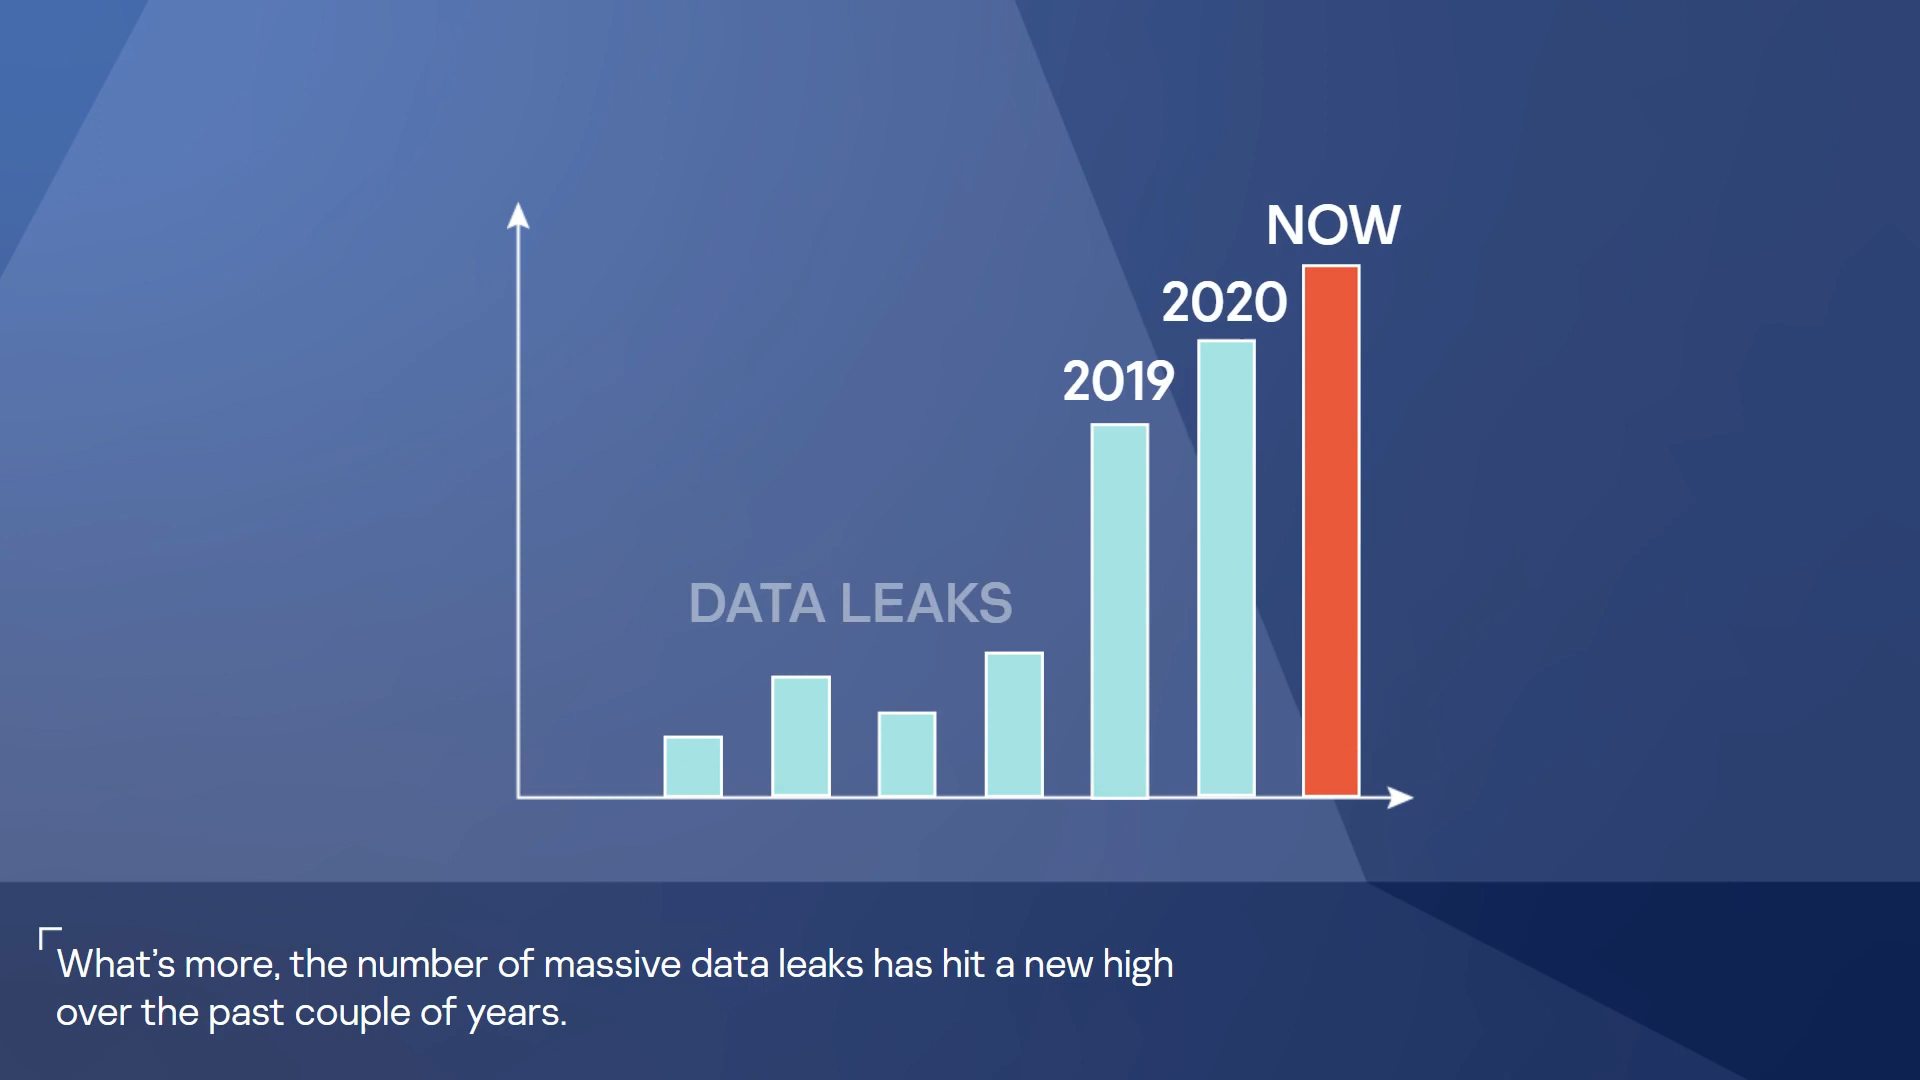 NOW
2020
2019
DATA LEAKS
What’s more, the number of massive data leaks has hit a new high
over the past couple of years.